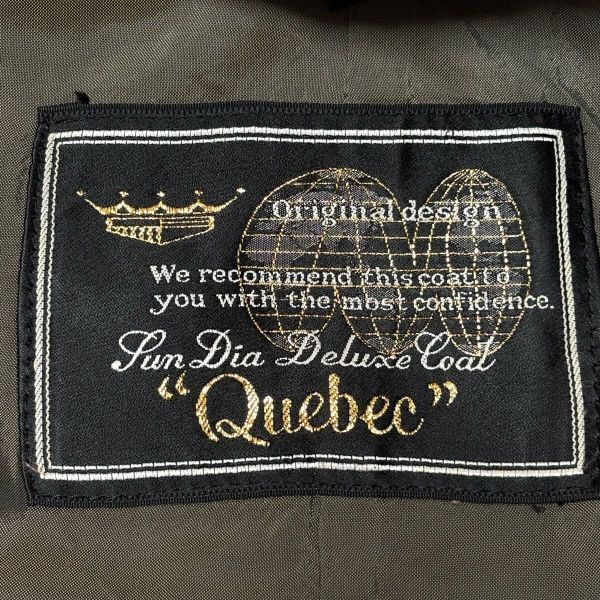 Original design
We recommend this coat to
you with the most confidence.
Sun Dia Deluxe Coat
"Quebec"